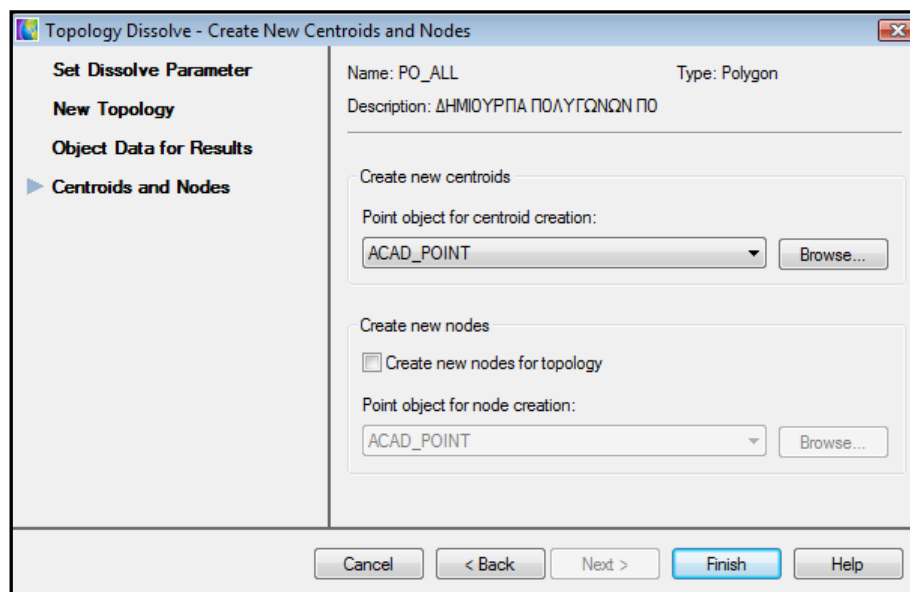 Topology Dissolve - Create New Centroids and Nodes
Set Dissolve Parameter
New Topology
Object Data for Results
Centroids and Nodes
Name: PO_ALL
Type: Polygon
Description: ΔΗΜΙΟΥΡΓΙΑ ΠΟΛΥΓΩΝΩΝ ΠΟ
Create new centroids
Point object for centroid creation:
ACAD_POINT
Browse...
Create new nodes
Create new nodes for topology
Point object for node creation:
ACAD_POINT
Browse...
Cancel
< Back
Next >
Finish
Help